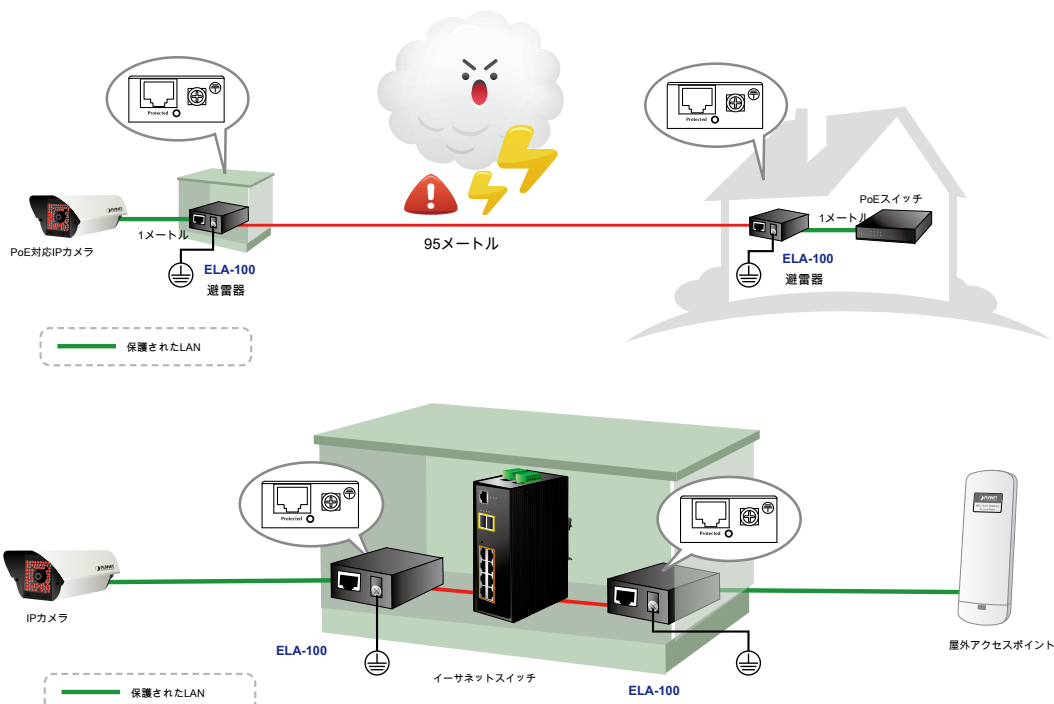 Protected
Protected
PLANET
PoEスイッチ
1メートル
1メートル
95メートル
PoE対応IPカメラ
ELA-100
避雷器
ELA-100
避雷器
保護されたLAN
Protected
Protected
PLANET
PLANET
IPカメラ
ELA-100
イーサネットスイッチ
ELA-100
屋外アクセスポイント
保護されたLAN